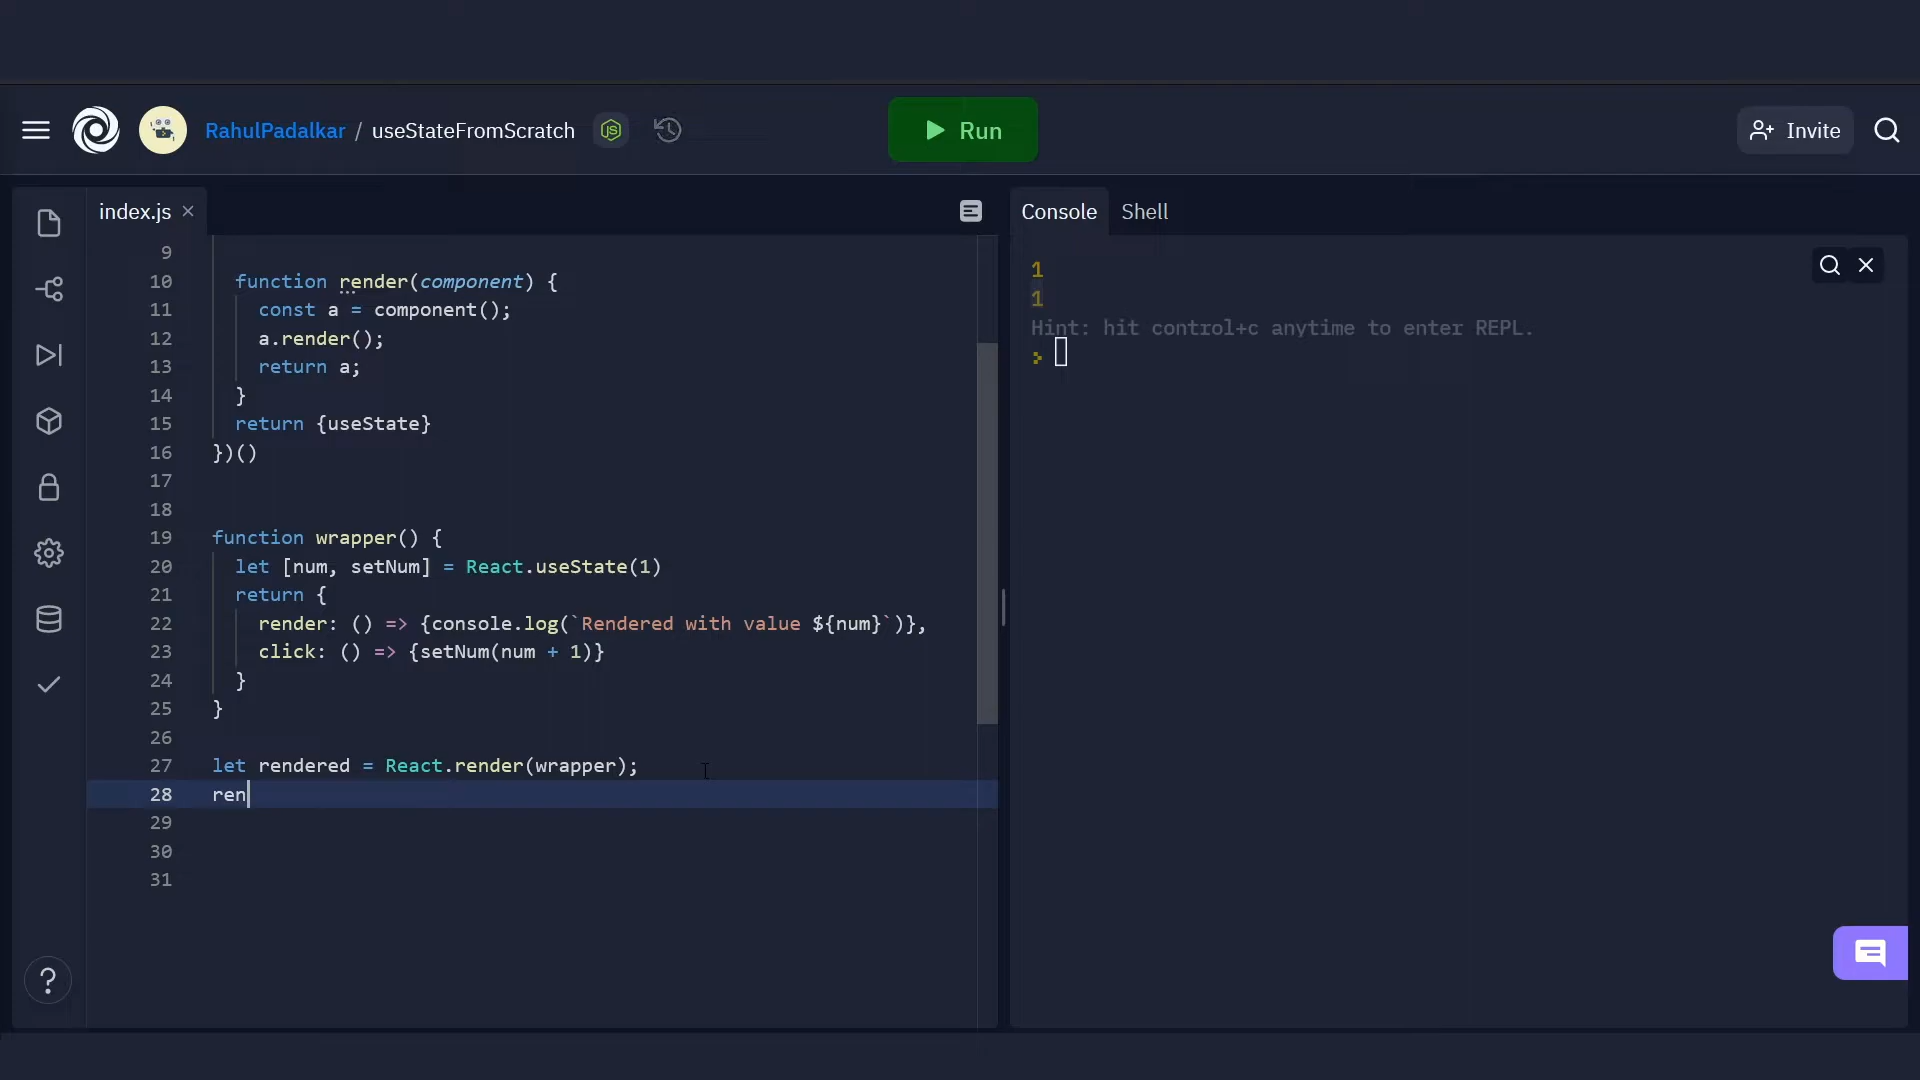 RahulPadalkar / useStateFromScratch
Run
Invite
index.js
9
10 function render(component) {
11 const a = component();
12 a.render();
13 return a;
14 }
15 return {useState}
16 })()
17
18
19 function wrapper() {
20 let [num, setNum] = React.useState(1)
21 return {
22 render: () => {console.log(`Rendered with value ${num}`)},
23 click: () => {setNum(num + 1)}
24 }
25 }
26
27 let rendered = React.render(wrapper);
28 ren
29
30
31
?
Console Shell
1
1
Hint: hit control+c anytime to enter REPL.